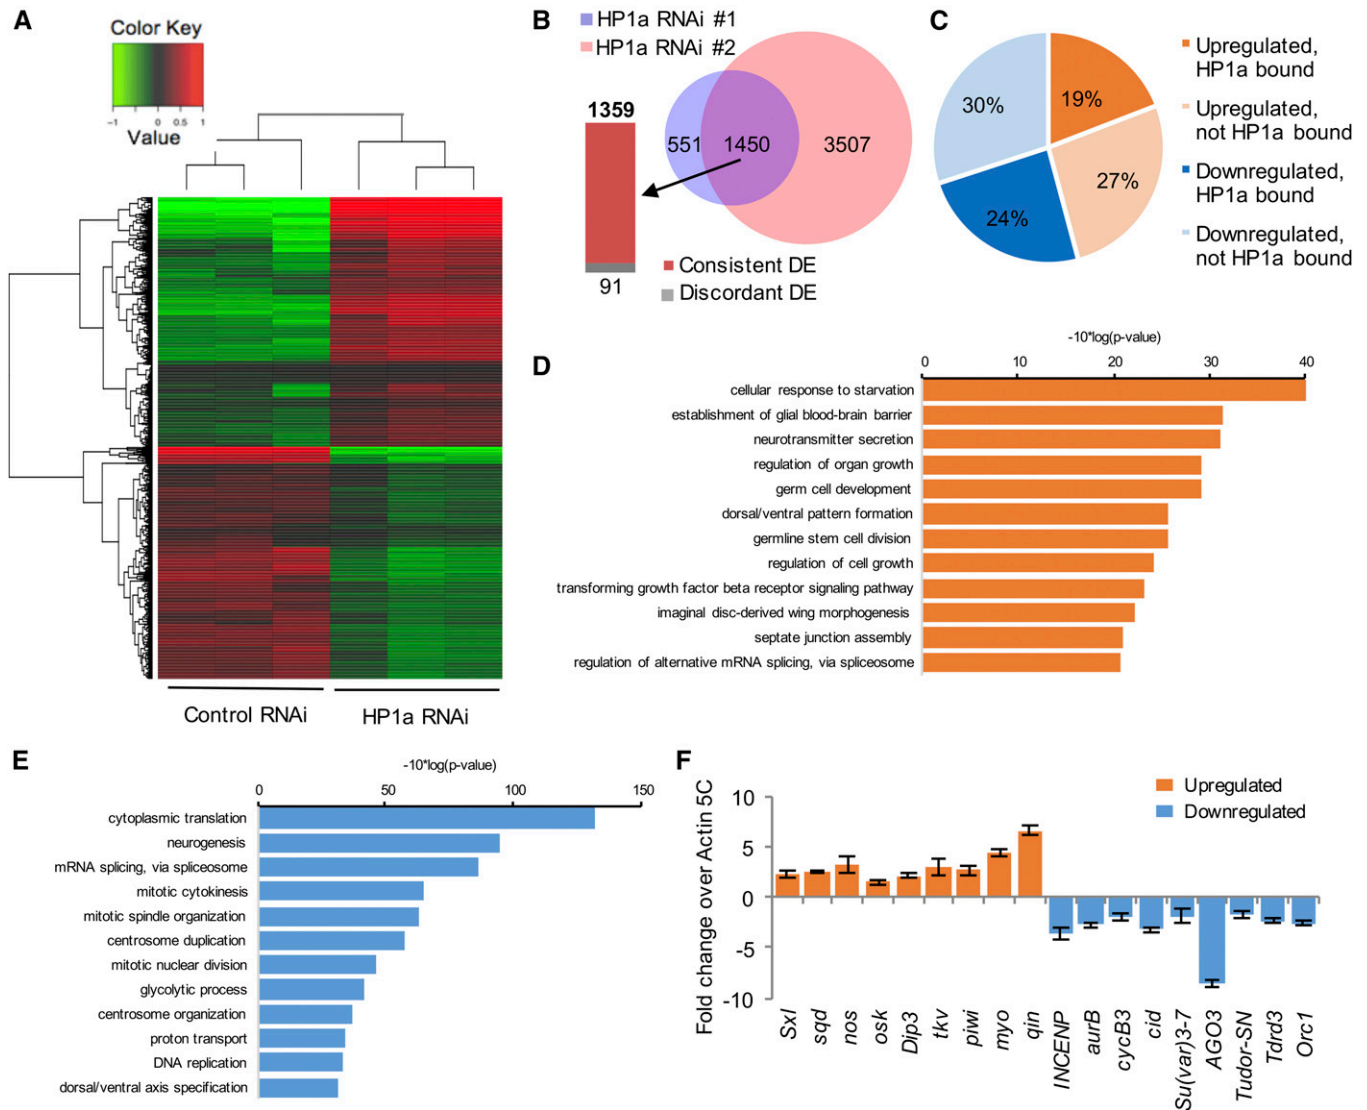 A
Color Key
-1 0 0.5 1
Value
Control RNAi
HP1a RNAi
B
HP1a RNAi #1
HP1a RNAi #2
1359
551
1450
3507
91
Consistent DE
Discordant DE
C
30%
19%
27%
24%
Upregulated,
HP1a bound
Upregulated,
not HP1a bound
Downregulated,
HP1a bound
Downregulated,
not HP1a bound
D
-10*log(p-value)
0 10 20 30 40
cellular response to starvation
establishment of glial blood-brain barrier
neurotransmitter secretion
regulation of organ growth
germ cell development
dorsal/ventral pattern formation
germline stem cell division
regulation of cell growth
transforming growth factor beta receptor signaling pathway
imaginal disc-derived wing morphogenesis
septate junction assembly
regulation of alternative mRNA splicing, via spliceosome
E
-10*log(p-value)
0 50 100 150
cytoplasmic translation
neurogenesis
mRNA splicing, via spliceosome
mitotic cytokinesis
mitotic spindle organization
centrosome duplication
mitotic nuclear division
glycolytic process
centrosome organization
proton transport
DNA replication
dorsal/ventral axis specification
F
Upregulated
Downregulated
Fold change over Actin 5C
10
5
0
-5
-10
Sxl
sqd
nos
osk
Dip3
tkv
piwi
myo
qin
INCENP
aurB
cycB3
cid
Su(var)3-7
AGO3
Tudor-SN
Tdrd3
Orc1